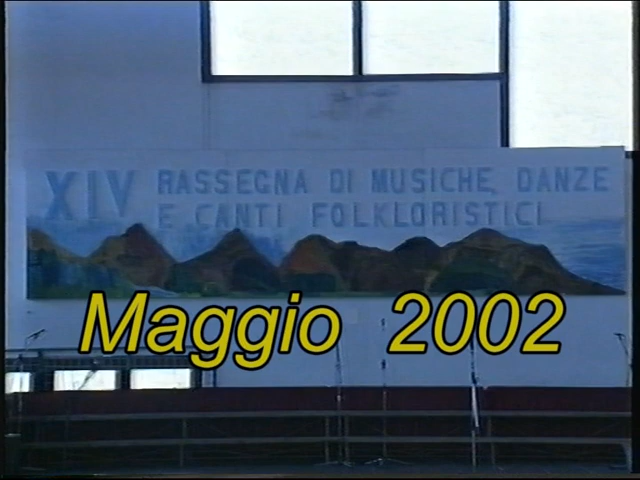 XIV RASSEGNA DI MUSICHE, DANZE
E CANTI FOLKLORISTICI
Maggio 2002